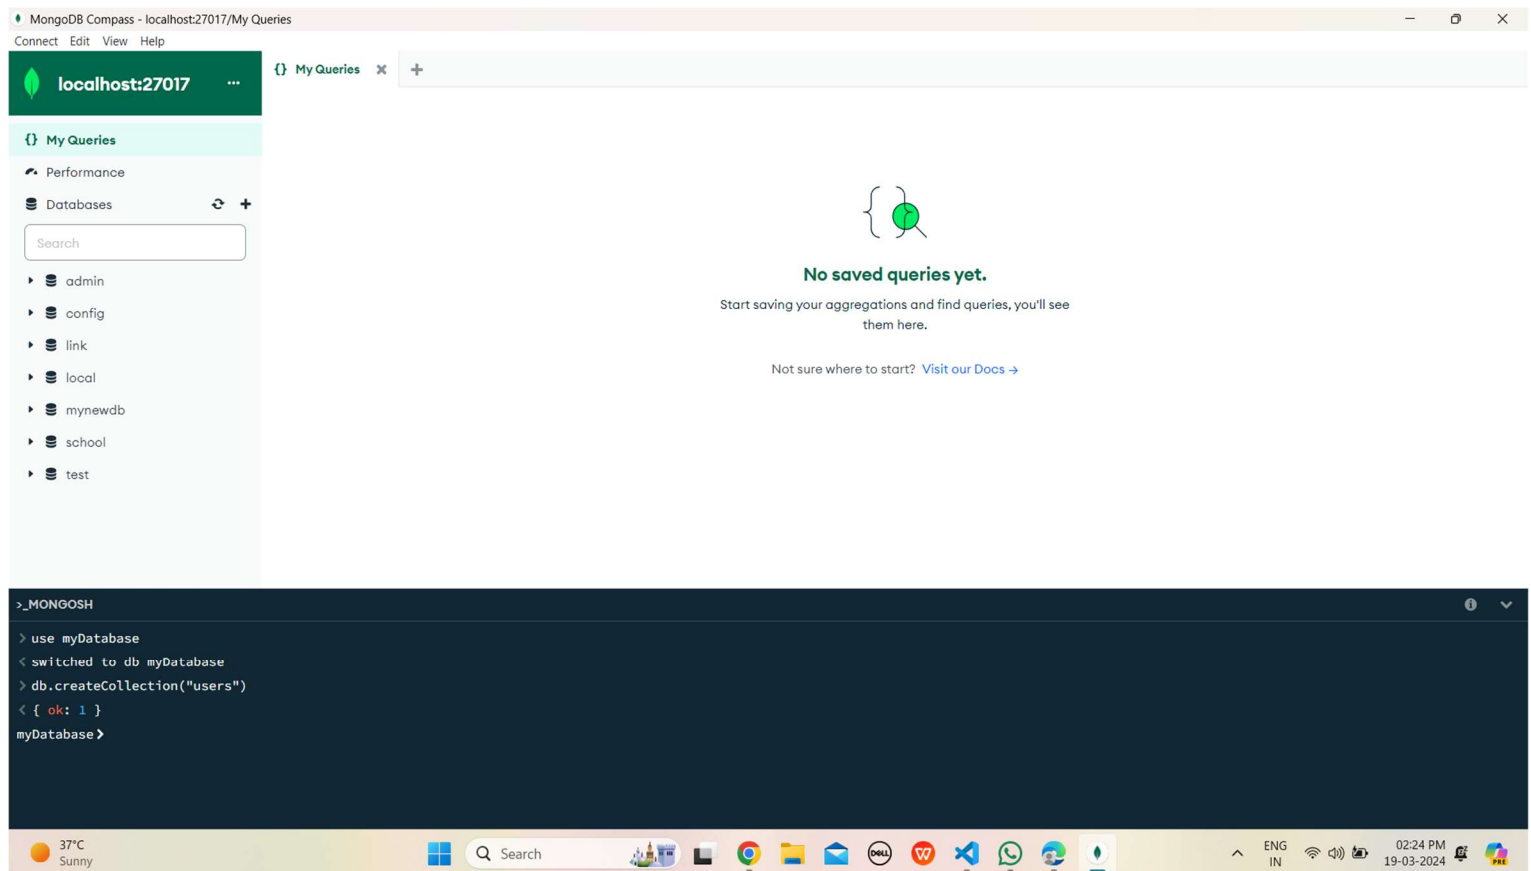 MongoDB Compass - localhost:27017/My Queries
Connect Edit View Help
localhost:27017 ...
{} My Queries
{} My Queries
Performance
Databases
Search
admin
config
link
local
mynewdb
school
test
No saved queries yet.
Start saving your aggregations and find queries, you'll see
them here.
Not sure where to start? Visit our Docs →
>_MONGOSH
> use myDatabase
< switched to db myDatabase
> db.createCollection("users")
< { ok: 1 }
myDatabase>
37°C
Sunny
Search
DELL
ENG
IN
02:24 PM
19-03-2024
PRE